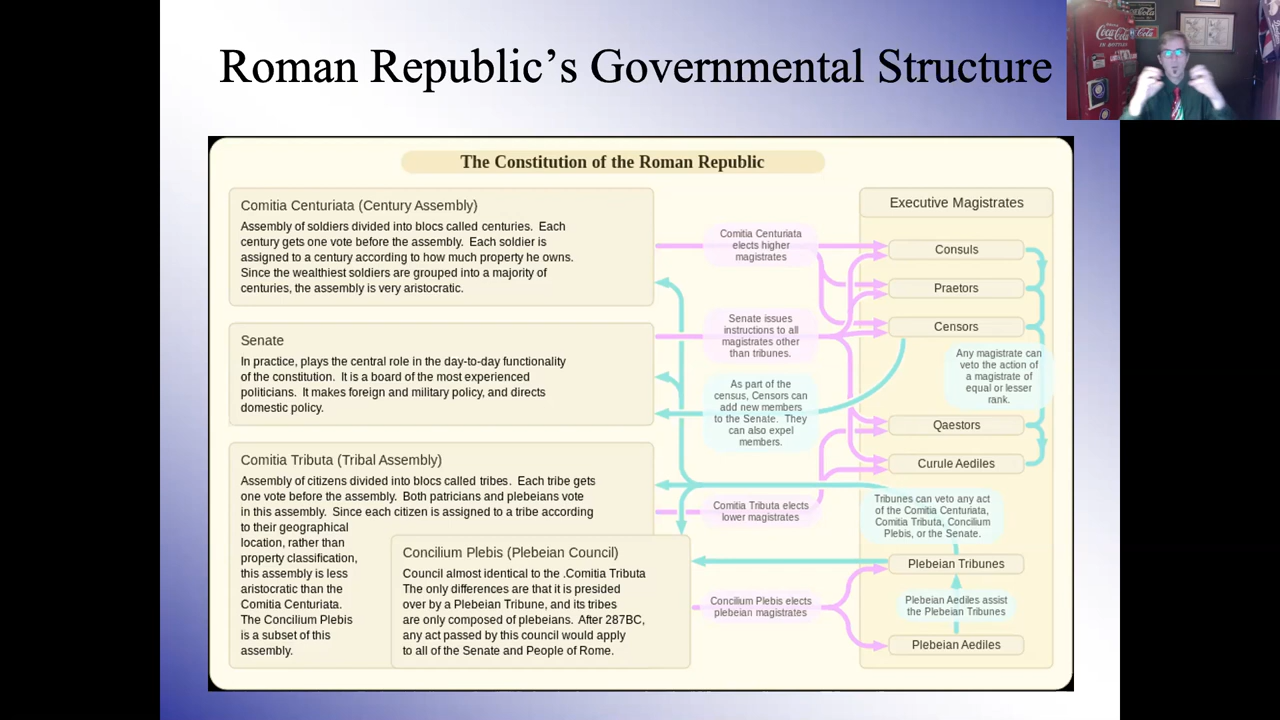 Roman Republic's Governmental Structure
Coca-Cola
The Constitution of the Roman Republic
Comitia Centuriata (Century Assembly)
Assembly of soldiers divided into blocs called centuries. Each
century gets one vote before the assembly. Each soldier is
assigned to a century according to how much property he owns.
Since the wealthiest soldiers are grouped into a majority of
centuries, the assembly is very aristocratic.
Senate
In practice, plays the central role in the day-to-day functionality
of the constitution. It is a board of the most experienced
politicians. It makes foreign and military policy, and directs
domestic policy.
Comitia Tributa (Tribal Assembly)
Assembly of citizens divided into blocs called tribes. Each tribe gets
one vote before the assembly. Both patricians and plebeians vote
in this assembly. Since each citizen is assigned to a tribe according
to their geographical
location, rather than
property classification,
this assembly is less
aristocratic than the
Comitia Centuriata.
The Concilium Plebis
is a subset of this
assembly.
Concilium Plebis (Plebeian Council)
Council almost identical to the .Comitia Tributa
The only differences are that it is presided
over by a Plebeian Tribune, and its tribes
are only composed of plebeians. After 287BC,
any act passed by this council would apply
to all of the Senate and People of Rome.
Comitia Centuriata
elects higher
magistrates
Senate issues
instructions to all
magistrates other
than tribunes.
As part of the
census, Censors can
add new members
to the Senate. They
can also expel
members.
Comitia Tributa elects
lower magistrates
Concilium Plebis elects
plebeian magistrates
Executive Magistrates
Consuls
Praetors
Censors
Any magistrate can
veto the action of
a magistrate of
equal or lesser
rank.
Qaestors
Curule Aediles
Tribunes can veto any act
of the Comitia Centuriata,
Comitia Tributa, Concilium
Plebis, or the Senate.
Plebeian Tribunes
Plebeian Aediles assist
the Plebeian Tribunes
Plebeian Aediles